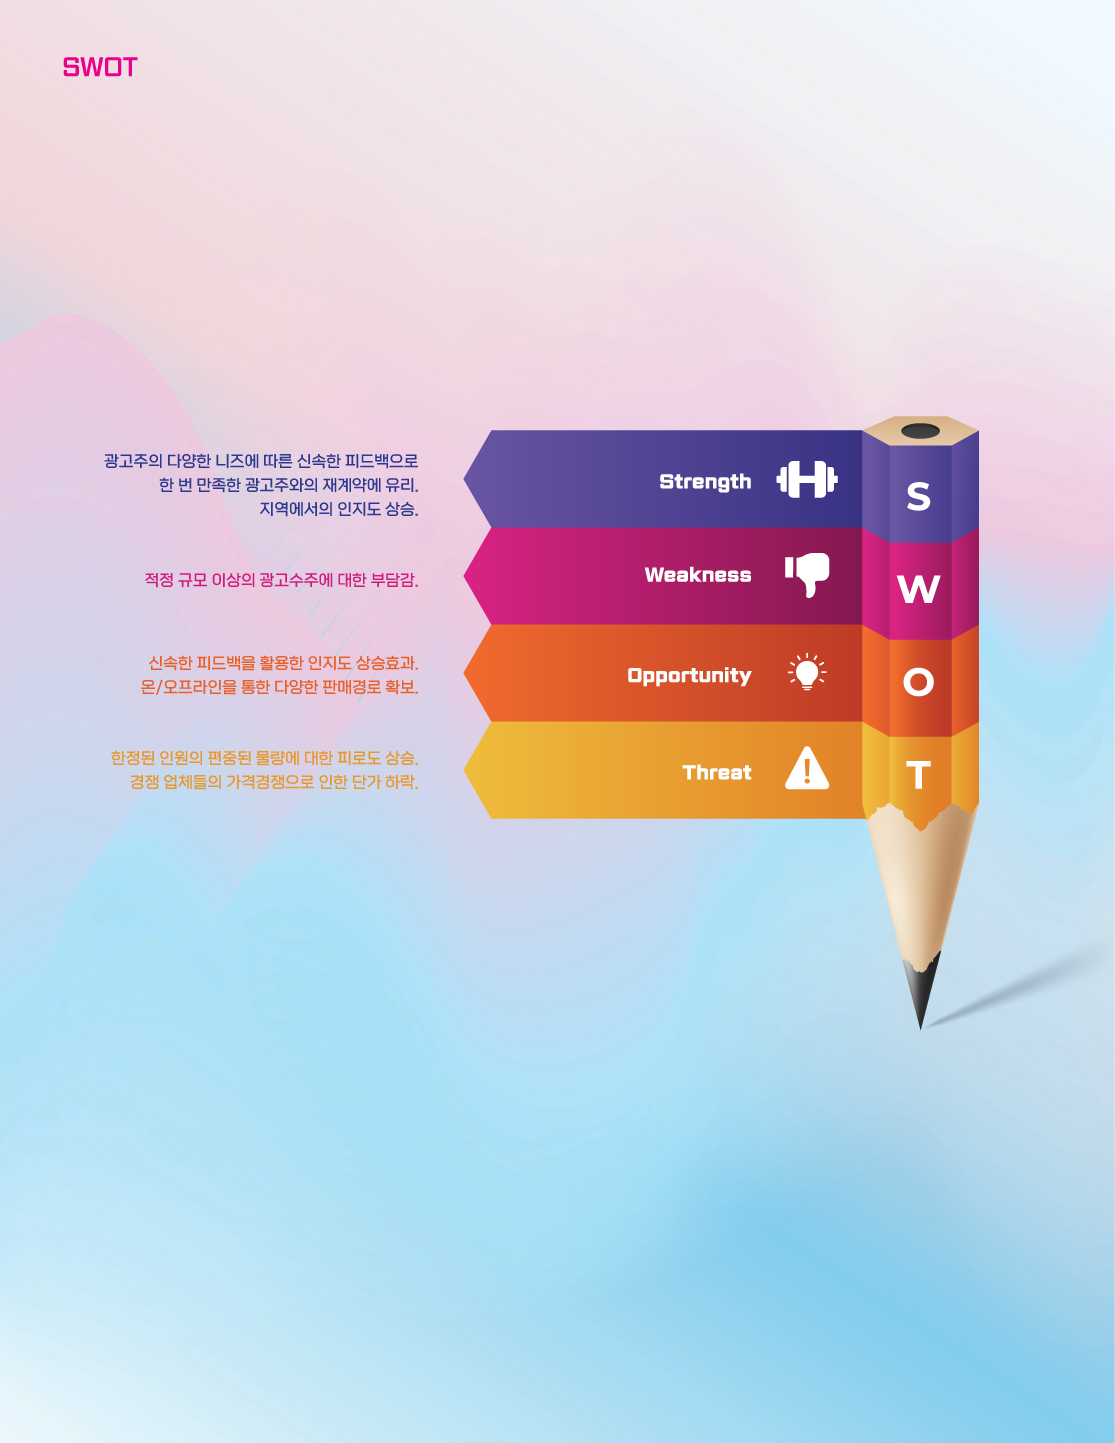 SWOT
광고주의 다양한 니즈에 따른 신속한 피드백으로
한 번 만족한 광고주와의 재계약에 유리.
지역에서의 인지도 상승.
Strength
S
적정 규모 이상의 광고수주에 대한 부담감.
Weakness
W
신속한 피드백을 활용한 인지도 상승효과.
온/오프라인을 통한 다양한 판매경로 확보.
Opportunity
O
한정된 인원의 편중된 물량에 대한 피로도 상승.
경쟁 업체들의 가격경쟁으로 인한 단가 하락.
Threat
T